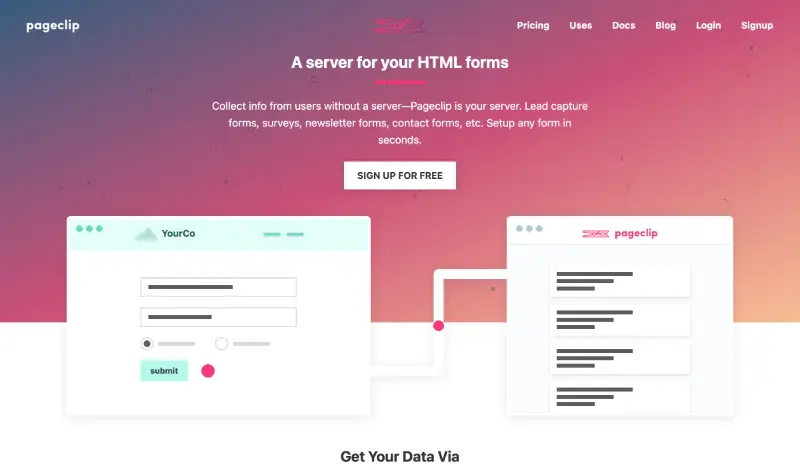 pageclip
Pricing Uses Docs Blog Login Signup
A server for your HTML forms
Collect info from users without a server—Pageclip is your server. Lead capture
forms, surveys, newsletter forms, contact forms, etc. Setup any form in
seconds.
SIGN UP FOR FREE
YourCo
pageclip
submit
Get Your Data Via